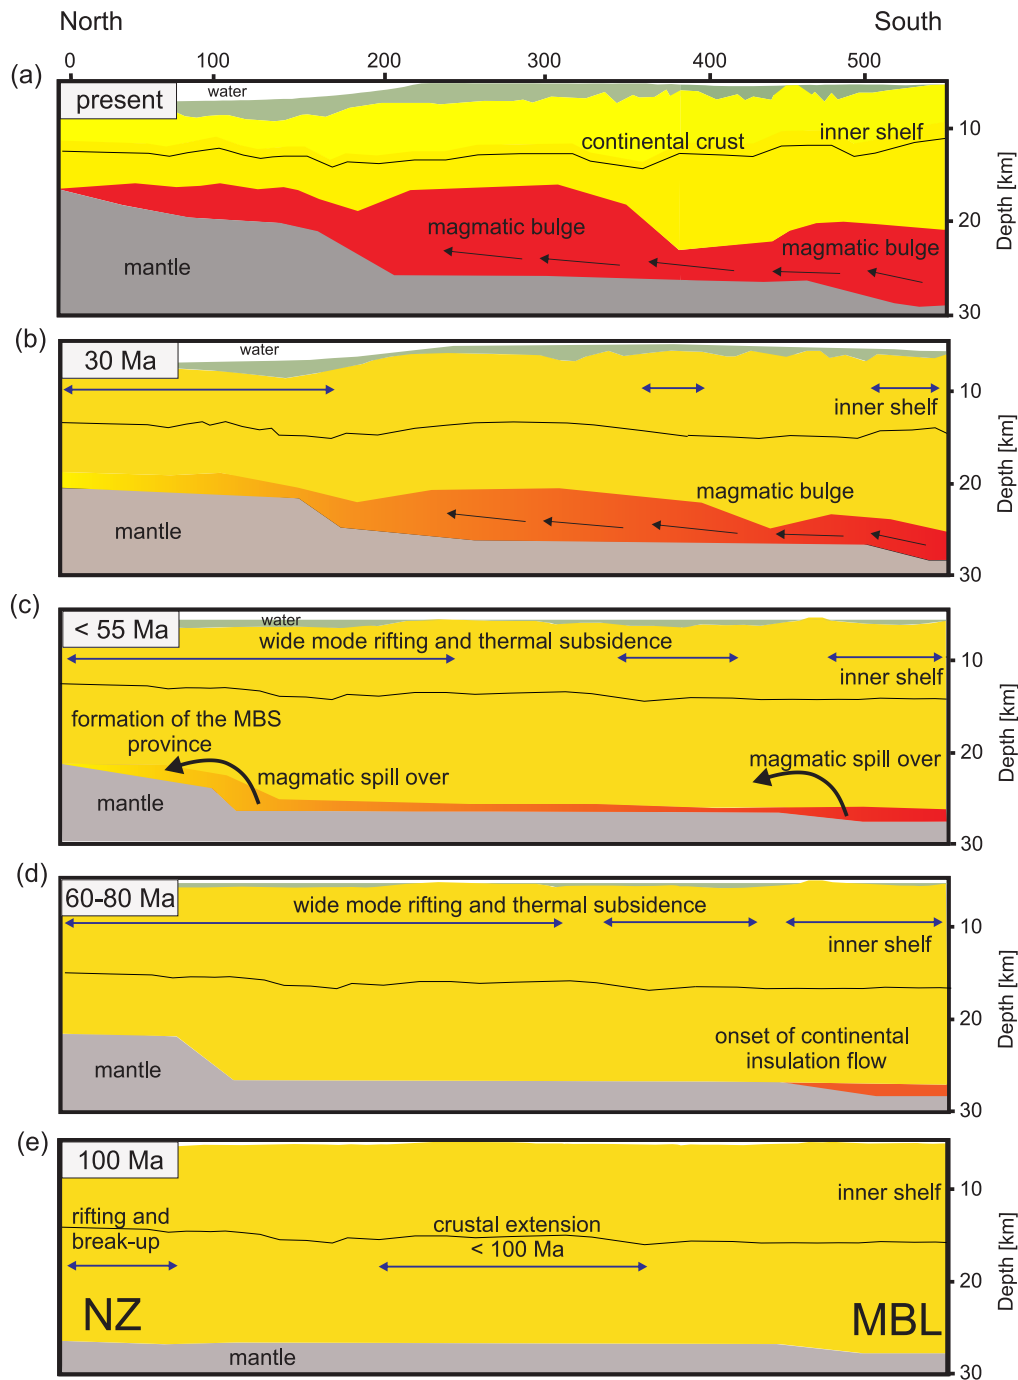 North
South
0
100
200
300
400
500
(a)
present
water
continental crust
inner shelf
magmatic bulge
magmatic bulge
mantle
10
20
30
Depth [km]
(b)
30 Ma
water
inner shelf
magmatic bulge
mantle
10
20
30
Depth [km]
(c)
< 55 Ma
water
wide mode rifting and thermal subsidence
inner shelf
formation of the MBS
province
magmatic spill over
magmatic spill over
mantle
10
20
30
Depth [km]
(d)
60-80 Ma
wide mode rifting and thermal subsidence
inner shelf
onset of continental
insulation flow
mantle
10
20
30
Depth [km]
(e)
100 Ma
inner shelf
rifting and
break-up
crustal extension
< 100 Ma
NZ
MBL
mantle
10
20
30
Depth [km]